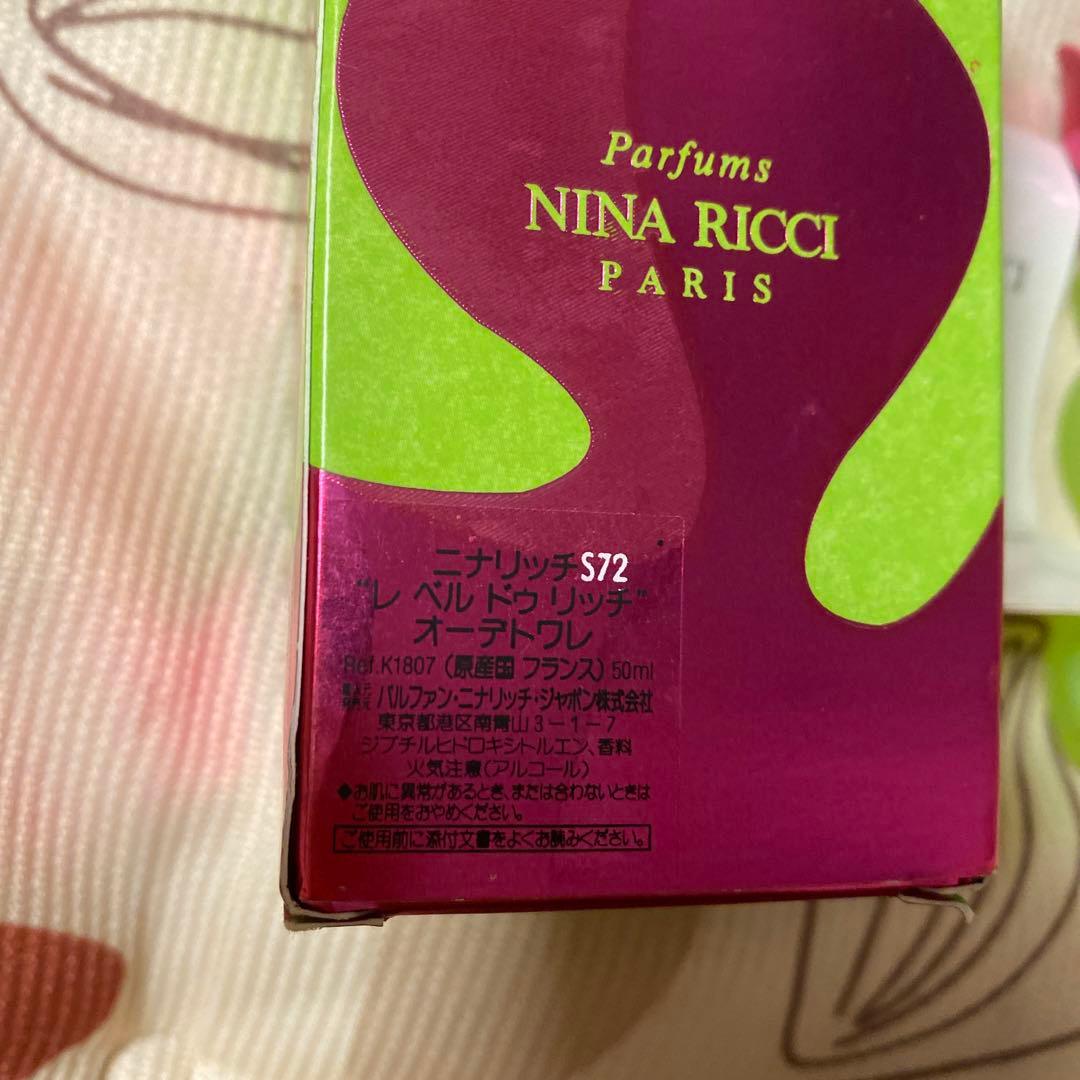 Parfums
NINA RICCI
PARIS
ニナリッチ S72
“レ ベル ドゥ リッチ”
オーデトワレ
Ref.K1807 (原産国 フランス) 50ml
パルファン・ニナリッチ・ジャポン株式会社
東京都港区南青山3-1-7
ジブチルヒドロキシトルエン、香料
火気注意(アルコール)
◆お肌に異常があるとき、または合わないときは
ご使用をおやめください。
ご使用前に添付文書をよくお読みください。